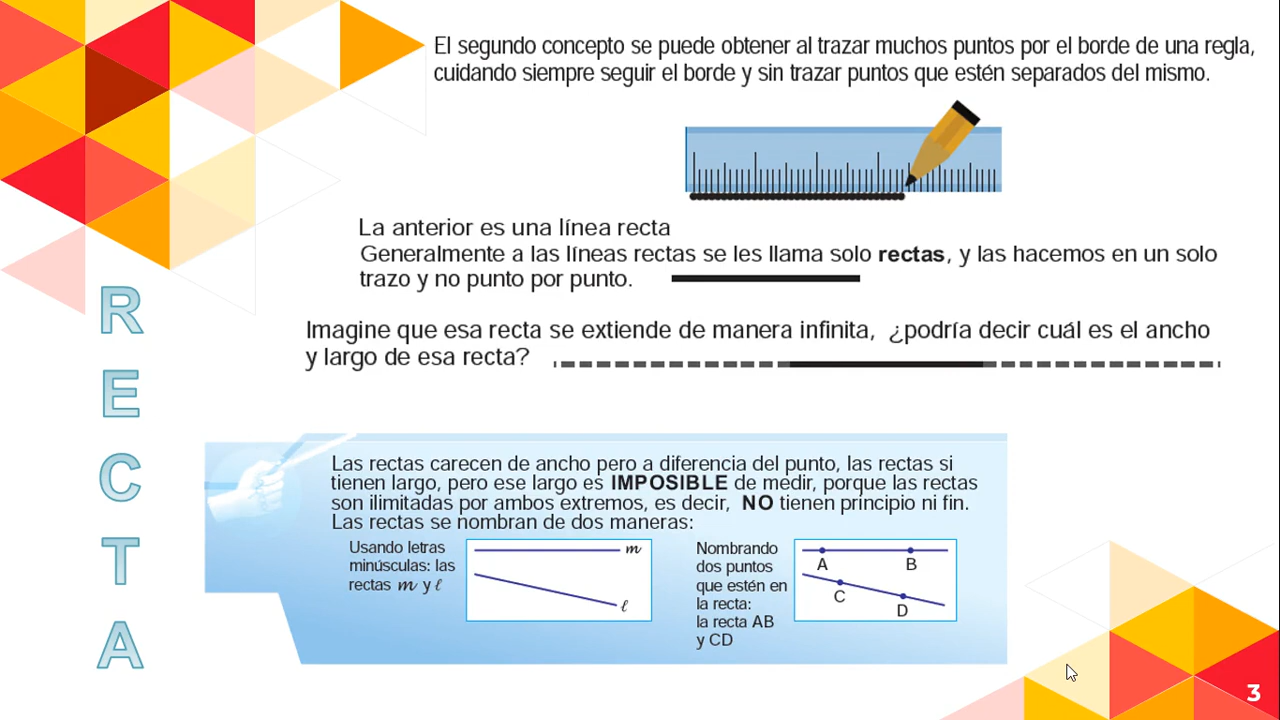 El segundo concepto se puede obtener al trazar muchos puntos por el borde de una regla,
cuidando siempre seguir el borde y sin trazar puntos que estén separados del mismo.
La anterior es una línea recta
Generalmente a las líneas rectas se les llama solo rectas, y las hacemos en un solo
trazo y no punto por punto.
Imagine que esa recta se extiende de manera infinita, ¿podría decir cuál es el ancho
y largo de esa recta?
R
E
C
T
A
Las rectas carecen de ancho pero a diferencia del punto, las rectas si
tienen largo, pero ese largo es IMPOSIBLE de medir, porque las rectas
son ilimitadas por ambos extremos, es decir, NO tienen principio ni fin.
Las rectas se nombran de dos maneras:
Usando letras
minúsculas: las
rectas m y ℓ
m
ℓ
Nombrando
dos puntos
que estén en
la recta:
la recta AB
y CD
A B
C
D
3